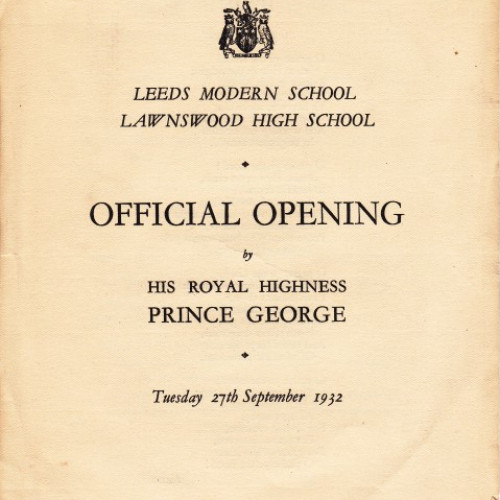 LEEDS MODERN SCHOOL
LAWNSWOOD HIGH SCHOOL
OFFICIAL OPENING
by
HIS ROYAL HIGHNESS
PRINCE GEORGE
Tuesday 27th September 1932